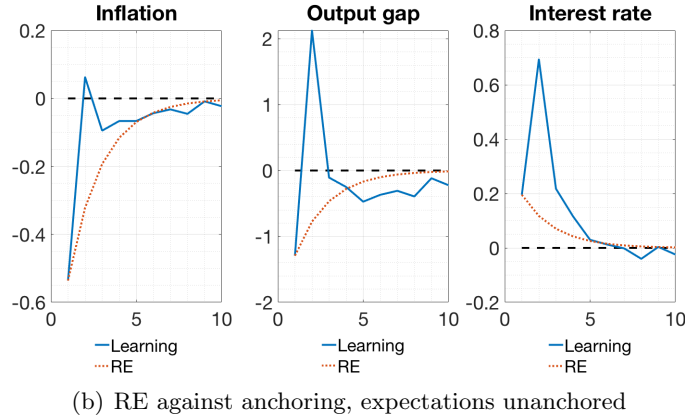 Inflation
Output gap
Interest rate
0.2
0
-0.2
-0.4
-0.6
0
5
10
Learning
RE
2
1
0
-1
-2
0
5
10
Learning
RE
0.8
0.6
0.4
0.2
0
-0.2
0
5
10
Learning
RE
(b) RE against anchoring, expectations unanchored